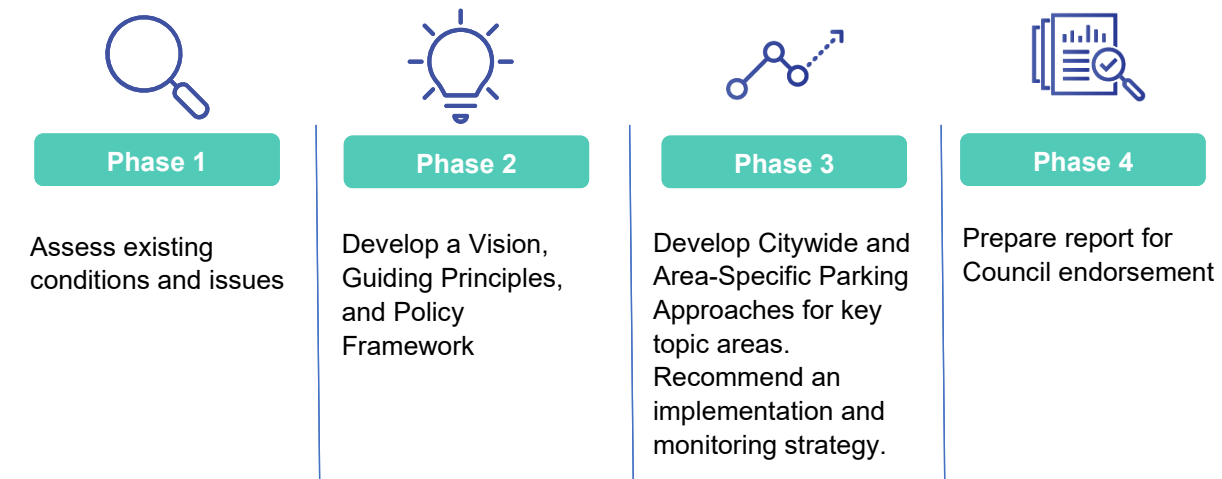 Phase 1
Assess existing
conditions and issues
Phase 2
Develop a Vision,
Guiding Principles,
and Policy
Framework
Phase 3
Develop Citywide and
Area-Specific Parking
Approaches for key
topic areas.
Recommend an
implementation and
monitoring strategy.
Phase 4
Prepare report for
Council endorsement